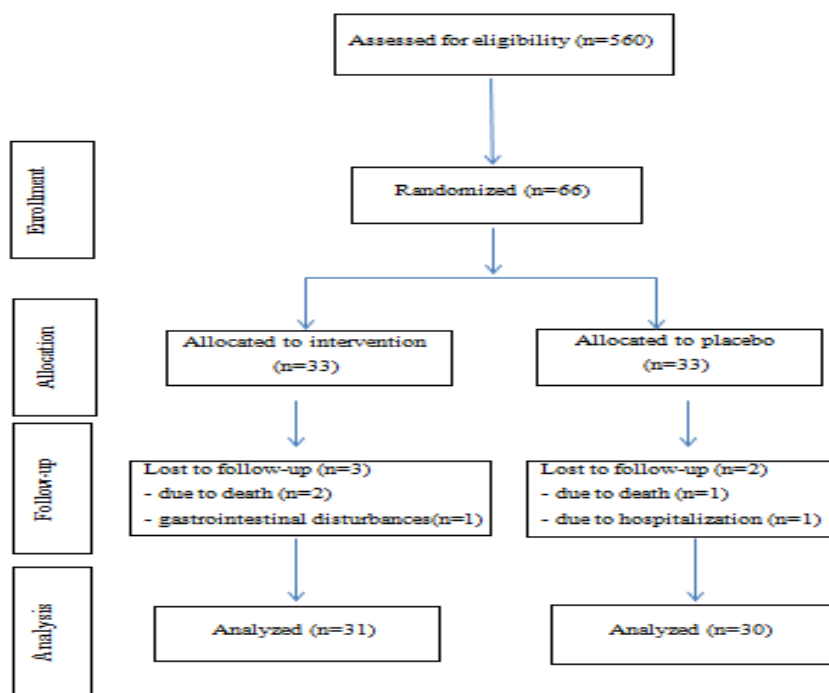 Assessed for eligibility (n=560)
Enrollment
Randomized (n=66)
Allocation
Allocated to intervention
(n=33)
Allocated to placebo
(n=33)
Follow-up
Lost to follow-up (n=3)
- due to death (n=2)
- gastrointestinal disturbances(n=1)
Lost to follow-up (n=2)
- due to death (n=1)
- due to hospitalization (n=1)
Analysis
Analyzed (n=31)
Analyzed (n=30)